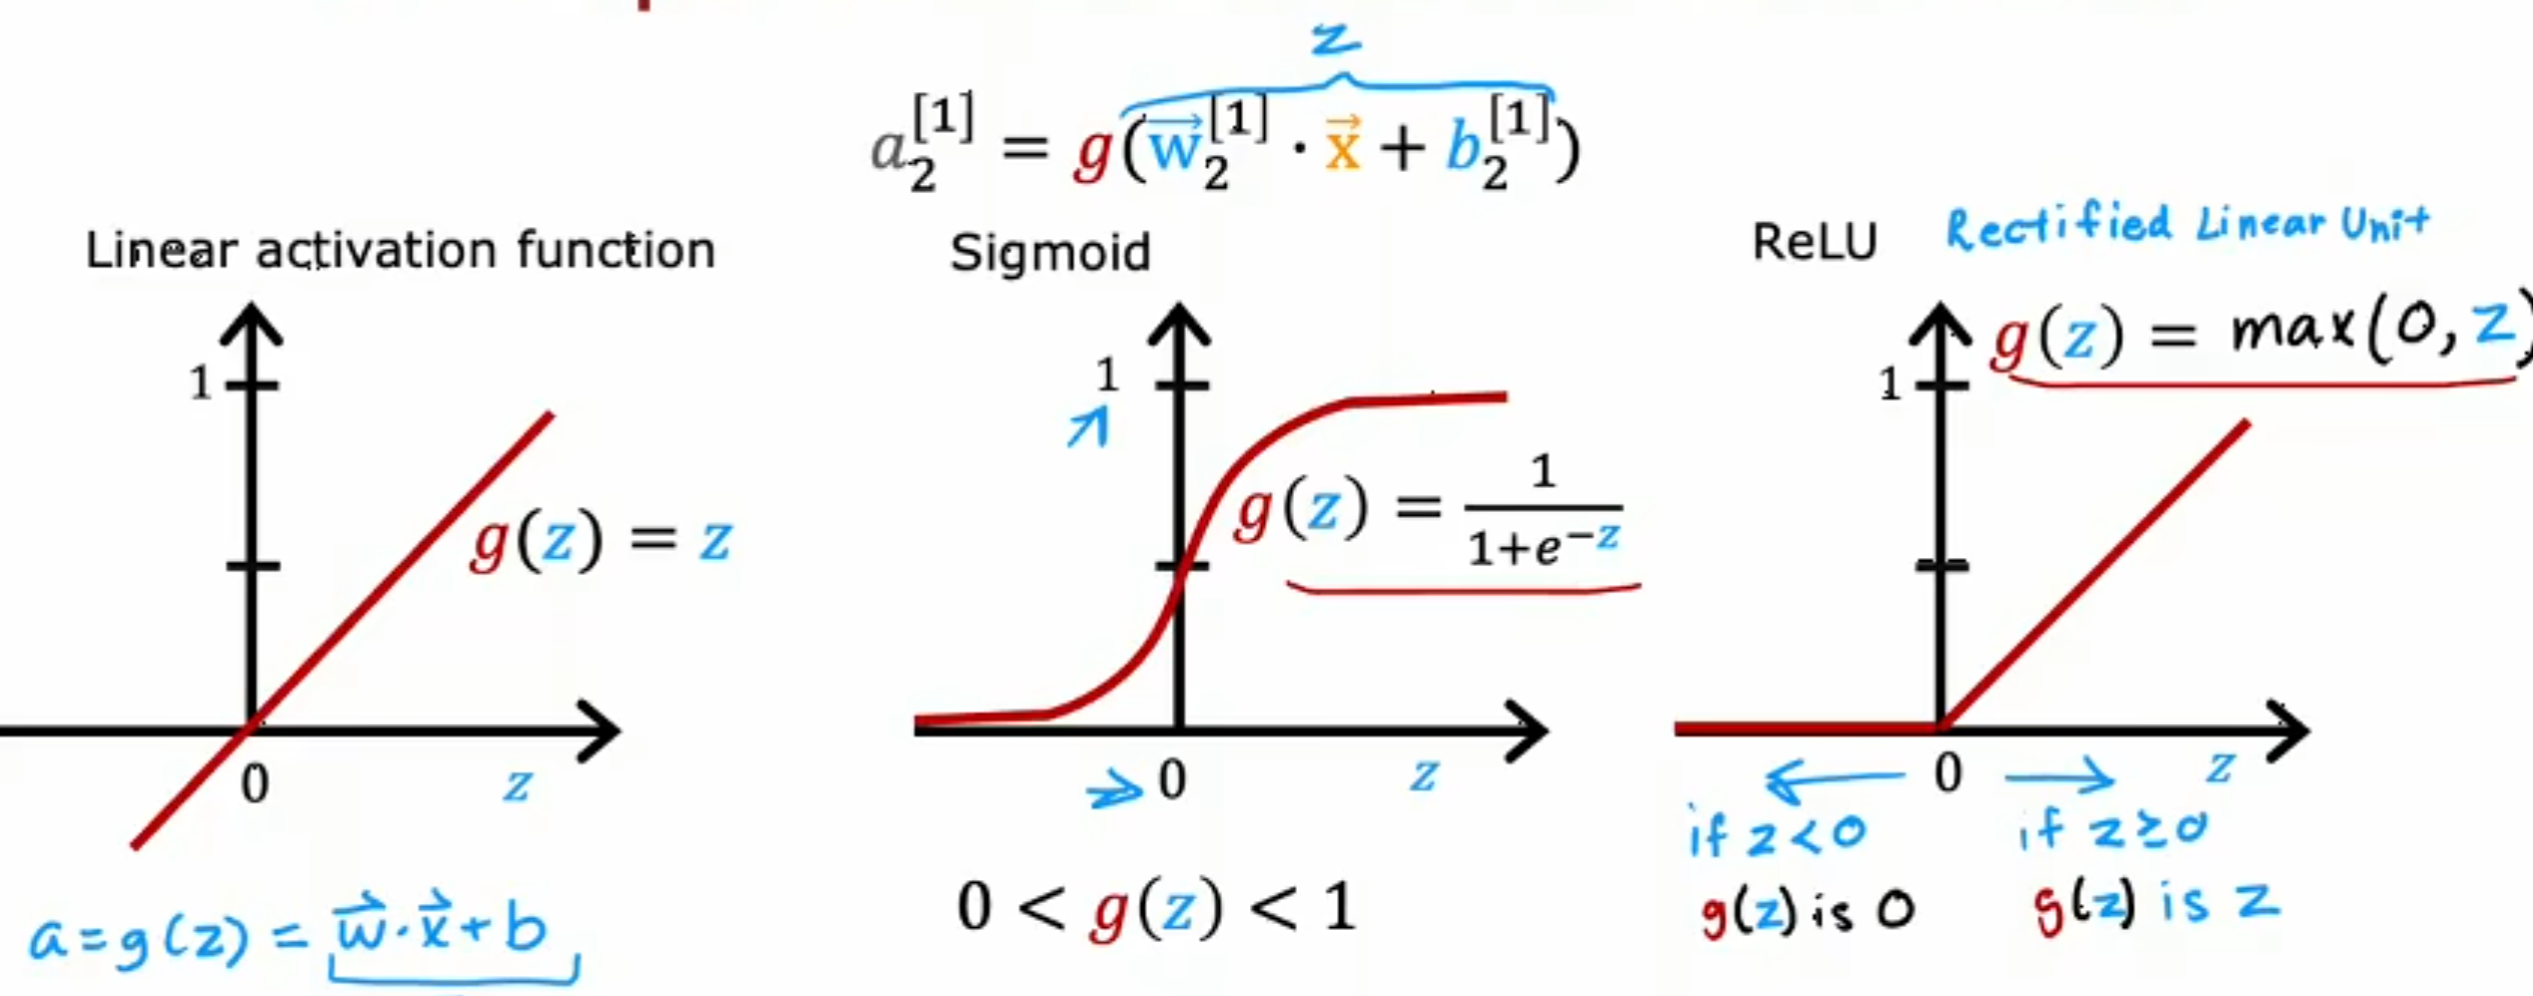 z
a₂^[1] = g(w⃗₂^[1] · x⃗ + b₂^[1])
Linear activation function
1
g(z) = z
0
z
a = g(z) = w⃗·x⃗ + b
Sigmoid
1
g(z) = 1/(1+e^−z)
0
z
0 < g(z) < 1
ReLU Rectified Linear Unit
g(z) = max(0, z)
1
0
z
if z<0
g(z) is 0
if z≥0
g(z) is z